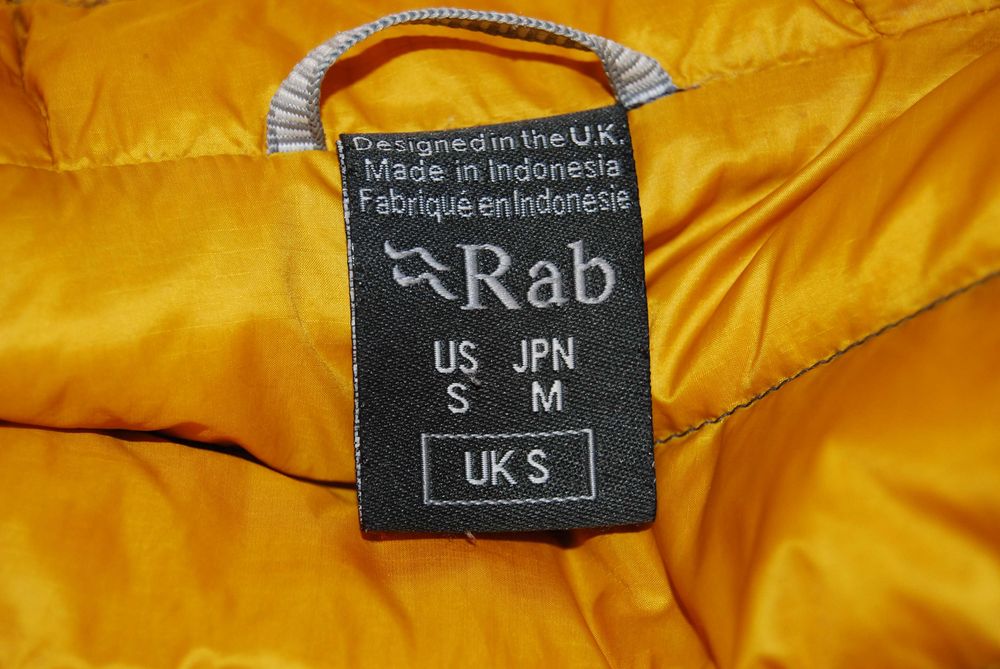 Designed in the U.K.
Made in Indonesia
Fabriqué en Indonésie
Rab
US JPN
S M
UK S